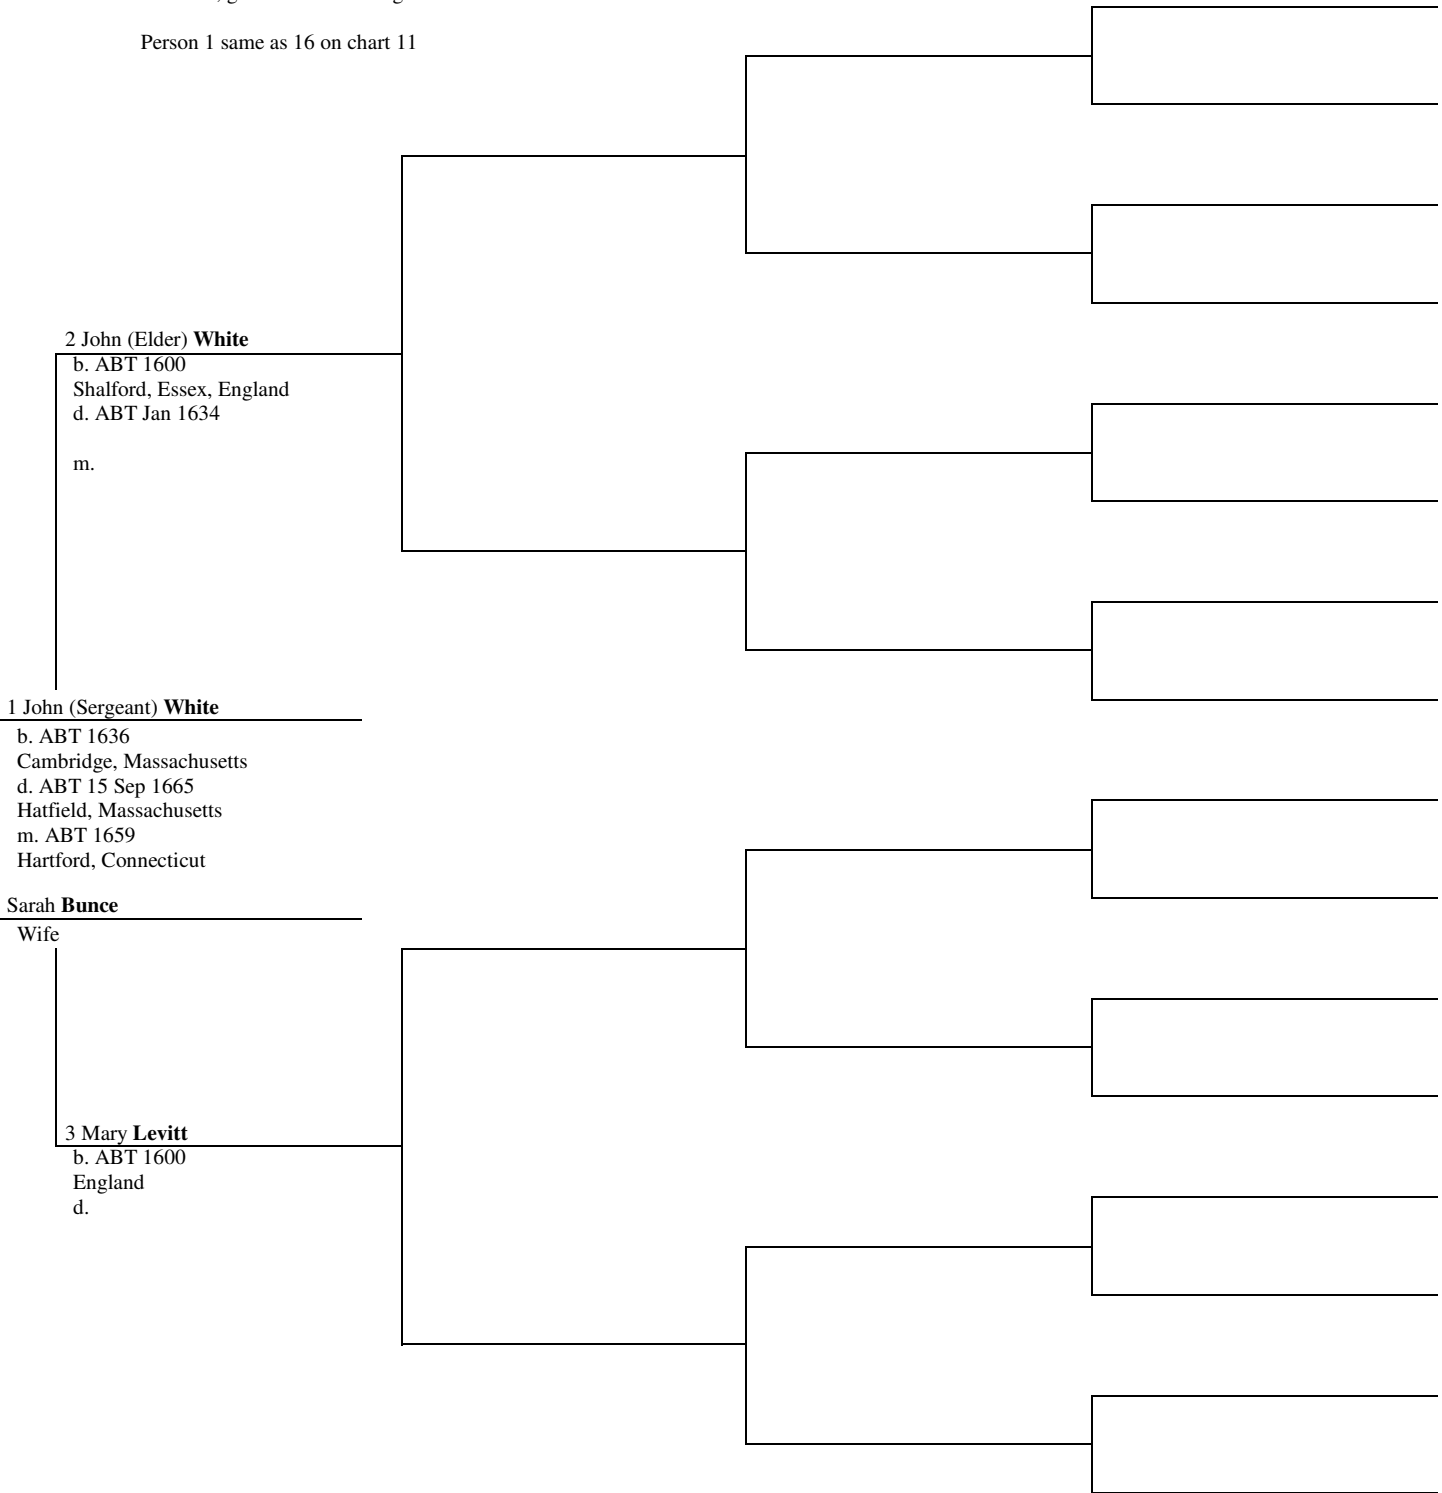 Person 1 same as 16 on chart 11
2 John (Elder) White
b. ABT 1600
Shalford, Essex, England
d. ABT Jan 1634
m.
1 John (Sergeant) White
b. ABT 1636
Cambridge, Massachusetts
d. ABT 15 Sep 1665
Hatfield, Massachusetts
m. ABT 1659
Hartford, Connecticut
Sarah Bunce
Wife
3 Mary Levitt
b. ABT 1600
England
d.